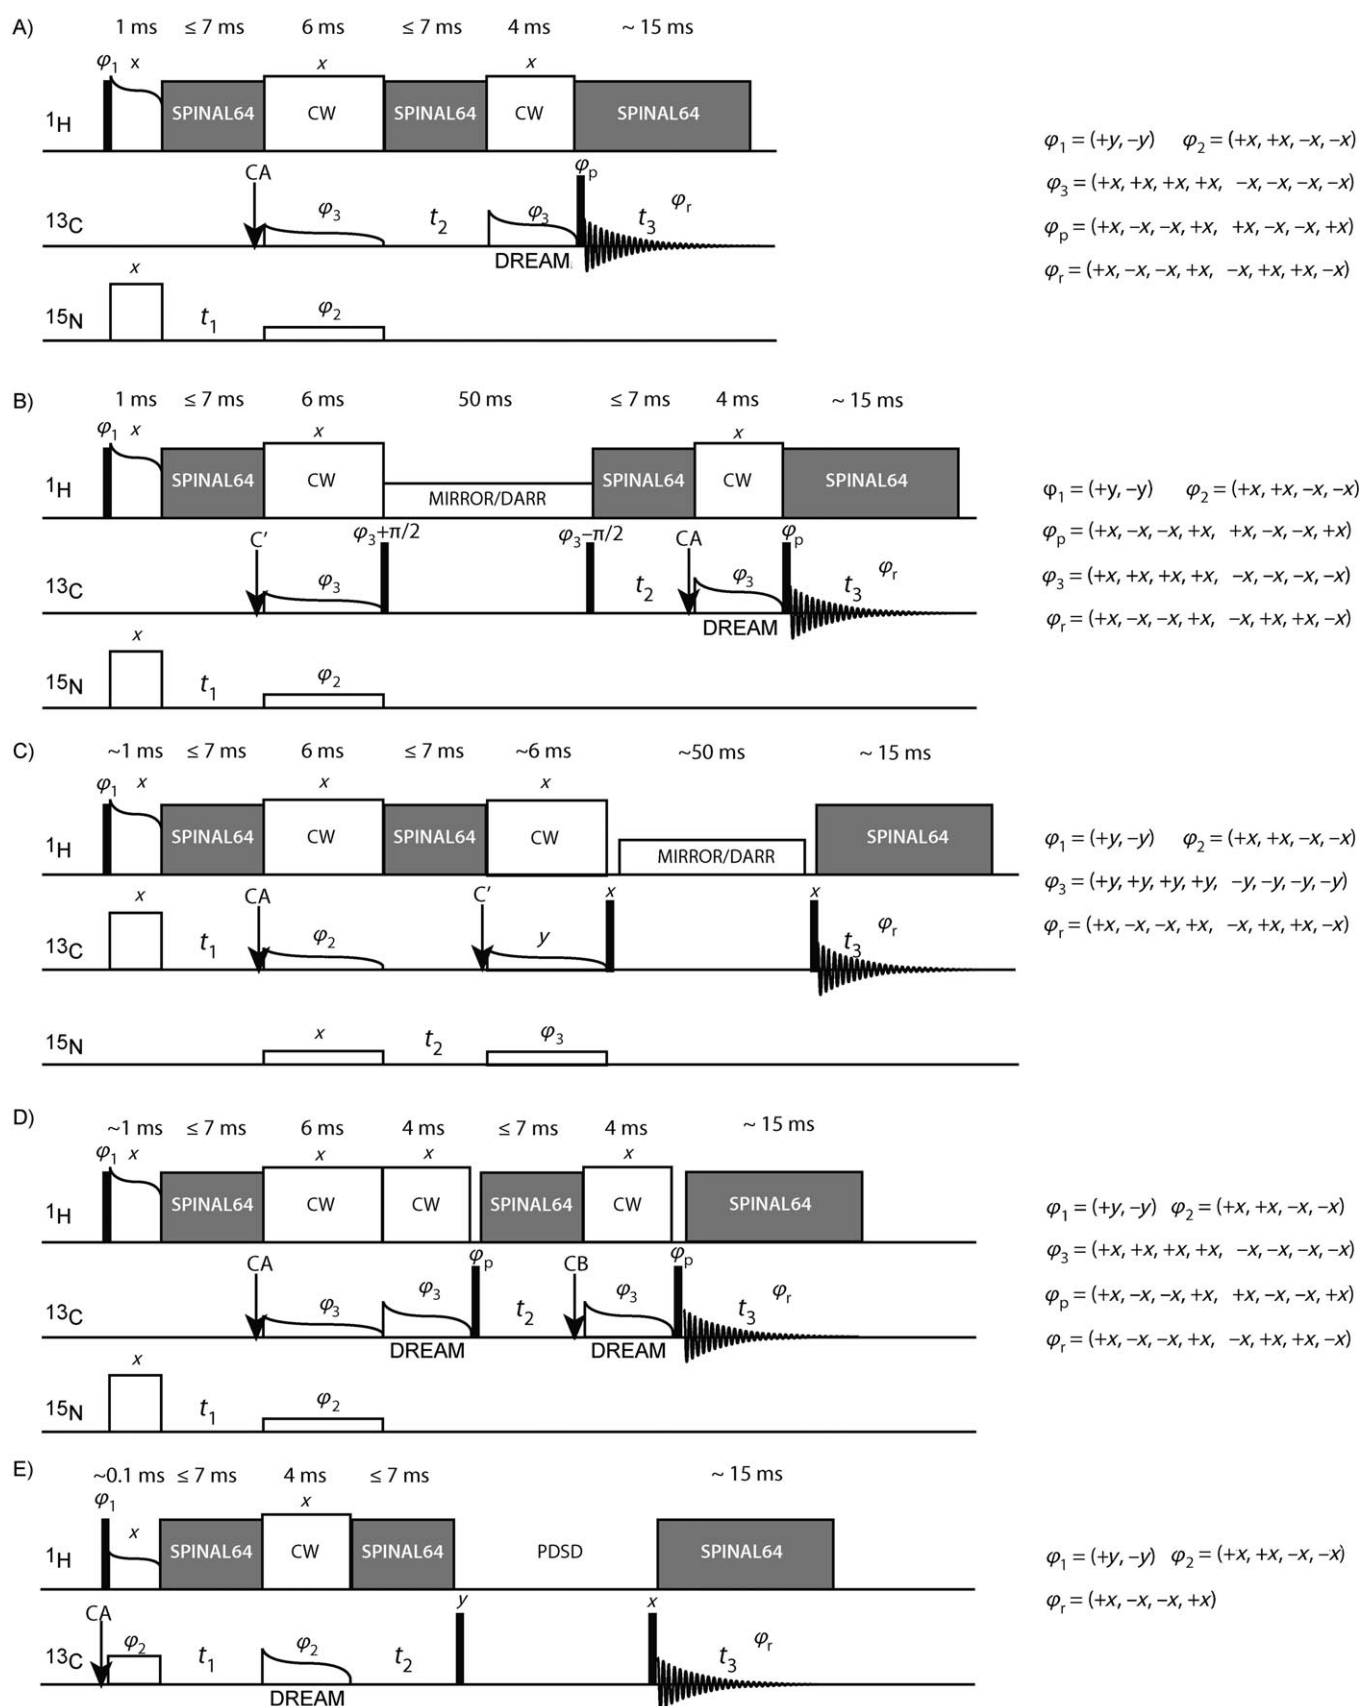 A)
1 ms ≤ 7 ms 6 ms ≤ 7 ms 4 ms ~ 15 ms
φ1 x x x
1H SPINAL64 CW SPINAL64 CW SPINAL64
CA φp
13C φ3 t2 φ3 t3 φr
DREAM
x
15N t1 φ2
φ1 = (+y, –y) φ2 = (+x, +x, –x, –x)
φ3 = (+x, +x, +x, +x, –x, –x, –x, –x)
φp = (+x, –x, –x, +x, +x, –x, –x, +x)
φr = (+x, –x, –x, +x, –x, +x, +x, –x)
B)
1 ms ≤ 7 ms 6 ms 50 ms ≤ 7 ms 4 ms ~ 15 ms
φ1 x x x
1H SPINAL64 CW MIRROR/DARR SPINAL64 CW SPINAL64
C' φ3+π/2 φ3–π/2 CA φp
13C φ3 t2 φ3 t3 φr
DREAM
x
15N t1 φ2
φ1 = (+y, –y) φ2 = (+x, +x, –x, –x)
φp = (+x, –x, –x, +x, +x, –x, –x, +x)
φ3 = (+x, +x, +x, +x, –x, –x, –x, –x)
φr = (+x, –x, –x, +x, –x, +x, +x, –x)
C)
~1 ms ≤ 7 ms 6 ms ≤ 7 ms ~6 ms ~50 ms ~ 15 ms
φ1 x x x
1H SPINAL64 CW SPINAL64 CW MIRROR/DARR SPINAL64
x CA C' x x
13C t1 φ2 y t3 φr
15N x t2 φ3
φ1 = (+y, –y) φ2 = (+x, +x, –x, –x)
φ3 = (+y, +y, +y, +y, –y, –y, –y, –y)
φr = (+x, –x, –x, +x, –x, +x, +x, –x)
D)
~1 ms ≤ 7 ms 6 ms 4 ms ≤ 7 ms 4 ms ~ 15 ms
φ1 x x x x
1H SPINAL64 CW CW SPINAL64 CW SPINAL64
CA φp CB φp
13C φ3 φ3 t2 φ3 t3 φr
DREAM DREAM
x
15N t1 φ2
φ1 = (+y, –y) φ2 = (+x, +x, –x, –x)
φ3 = (+x, +x, +x, +x, –x, –x, –x, –x)
φp = (+x, –x, –x, +x, +x, –x, –x, +x)
φr = (+x, –x, –x, +x, –x, +x, +x, –x)
E)
~0.1 ms ≤ 7 ms 4 ms ≤ 7 ms ~ 15 ms
φ1 x x
1H SPINAL64 CW SPINAL64 PDSD SPINAL64
CA y x
13C φ2 t1 φ2 t2 t3 φr
DREAM
φ1 = (+y, –y) φ2 = (+x, +x, –x, –x)
φr = (+x, –x, –x, +x)